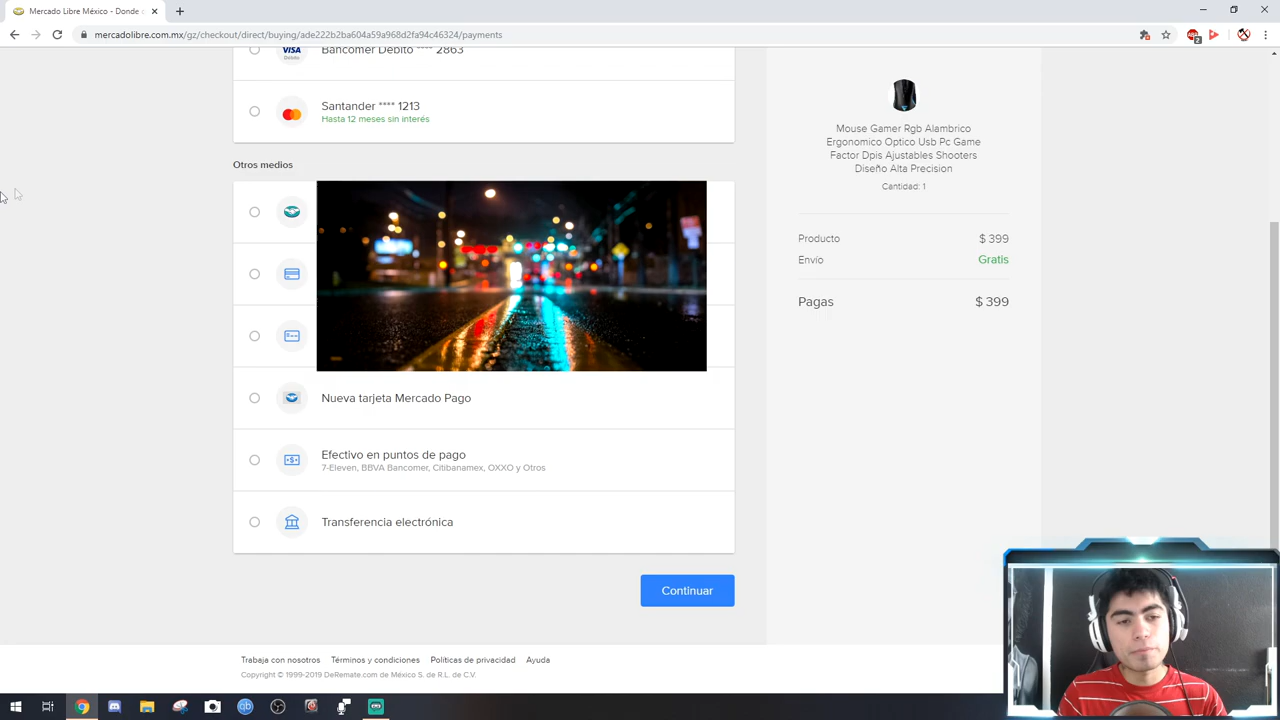 Mercado Libre México - Donde c
mercadolibre.com.mx/gz/checkout/direct/buying/ade222b2ba604a59a968d2fa94c46324/payments
2
VISA
Débito
Bancomer Débito **** 2863
Santander **** 1213
Hasta 12 meses sin interés
Otros medios
Nueva tarjeta Mercado Pago
Efectivo en puntos de pago
7-Eleven, BBVA Bancomer, Citibanamex, OXXO y Otros
Transferencia electrónica
Continuar
Mouse Gamer Rgb Alambrico
Ergonomico Optico Usb Pc Game
Factor Dpis Ajustables Shooters
Diseño Alta Precision
Cantidad: 1
Producto $ 399
Envío Gratis
Pagas $ 399
Trabaja con nosotros Términos y condiciones Políticas de privacidad Ayuda
Copyright © 1999-2019 DeRemate.com de México S. de R.L. de C.V.